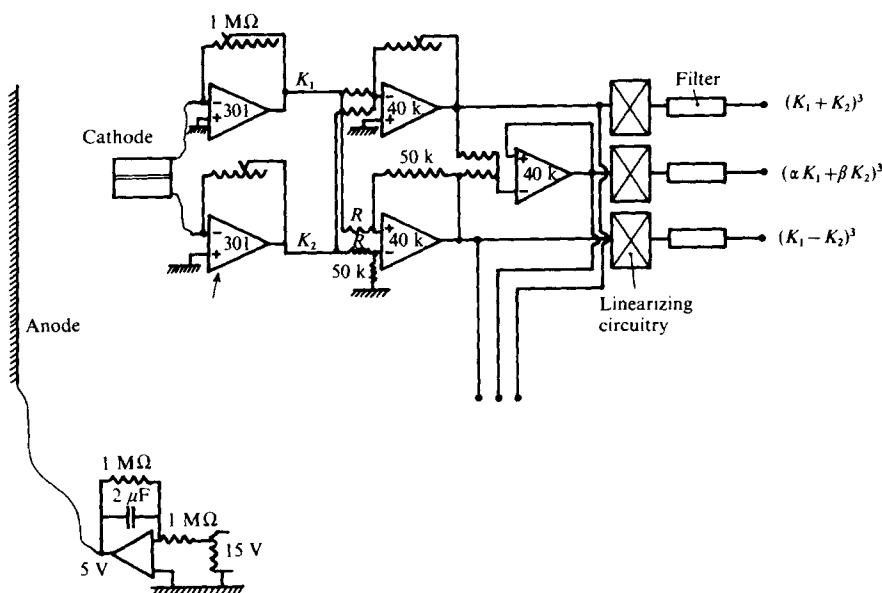 1 MΩ
K₁
301
40 k
Filter
(K₁ + K₂)³
Cathode
50 k
40 k
(αK₁ + βK₂)³
R
K₂
R
301
40 k
(K₁ − K₂)³
50 k
Linearizing
circuitry
Anode
1 MΩ
2 μF
1 MΩ
15 V
5 V